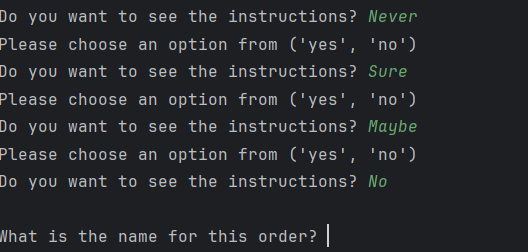 Do you want to see the instructions? Never
Please choose an option from ('yes', 'no')
Do you want to see the instructions? Sure
Please choose an option from ('yes', 'no')
Do you want to see the instructions? Maybe
Please choose an option from ('yes', 'no')
Do you want to see the instructions? No
What is the name for this order?